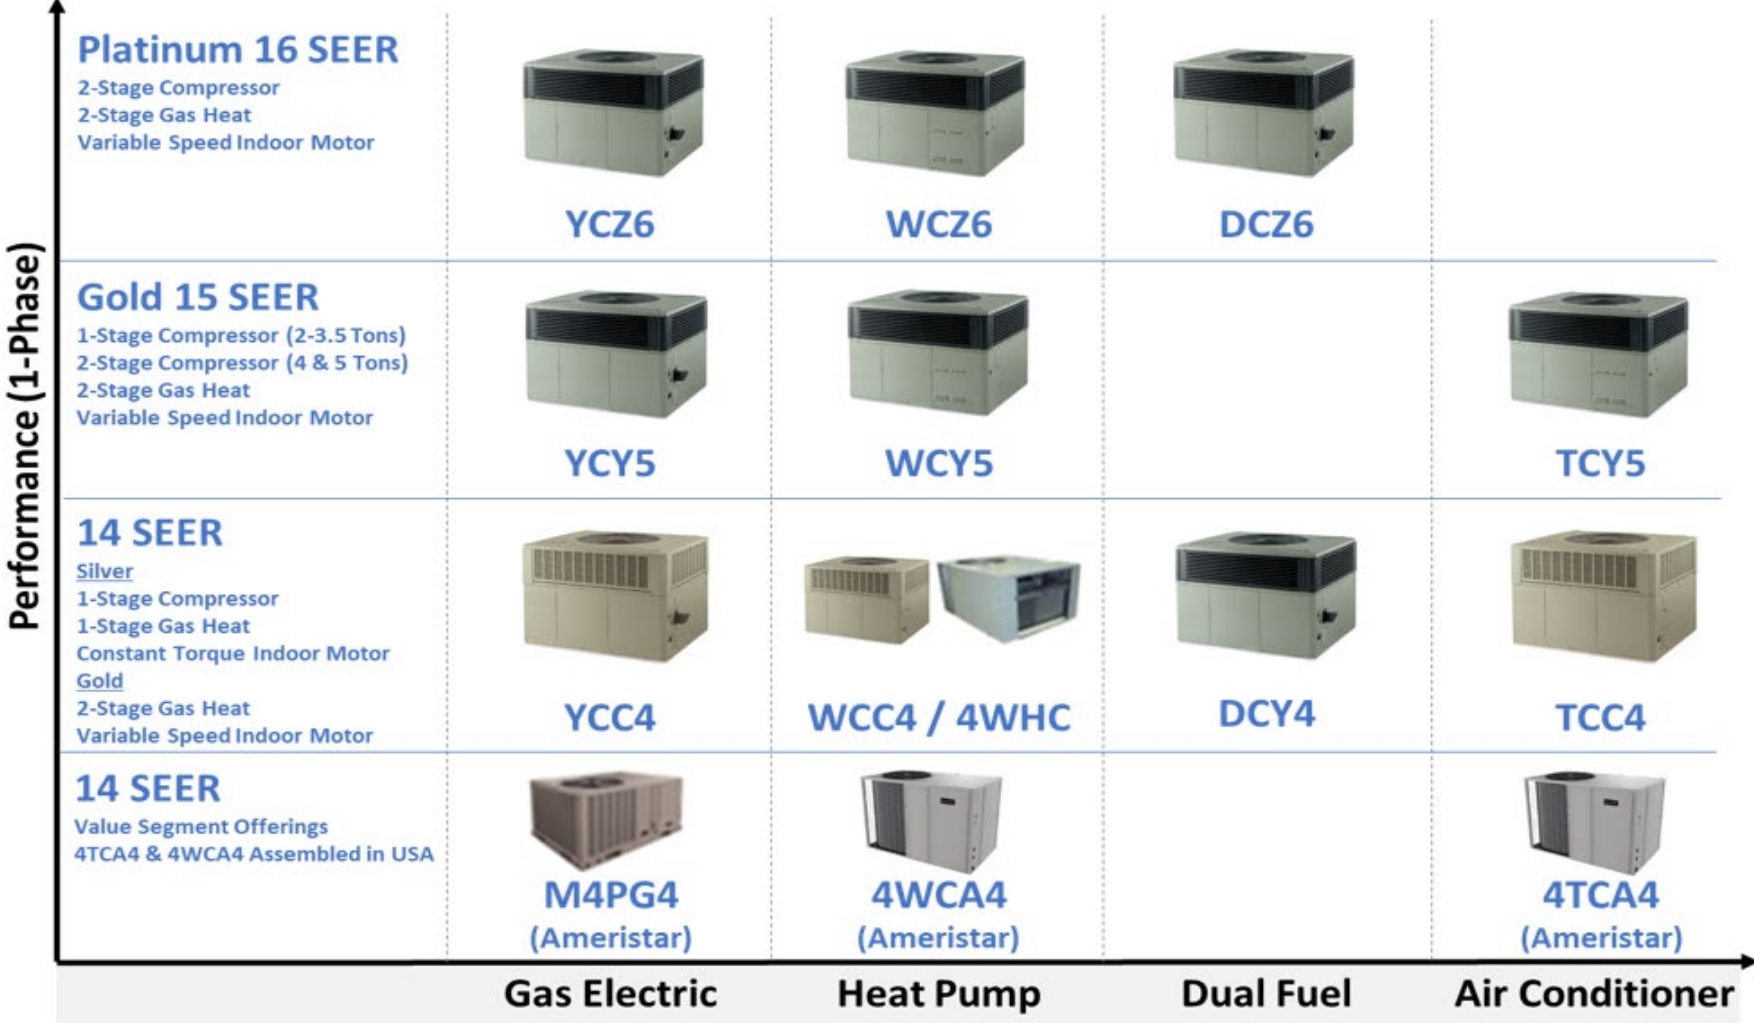 Performance (1-Phase)
Platinum 16 SEER
2-Stage Compressor
2-Stage Gas Heat
Variable Speed Indoor Motor
YCZ6
WCZ6
DCZ6
Gold 15 SEER
1-Stage Compressor (2-3.5 Tons)
2-Stage Compressor (4 & 5 Tons)
2-Stage Gas Heat
Variable Speed Indoor Motor
YCY5
WCY5
TCY5
14 SEER
Silver
1-Stage Compressor
1-Stage Gas Heat
Constant Torque Indoor Motor
Gold
2-Stage Gas Heat
Variable Speed Indoor Motor
YCC4
WCC4 / 4WHC
DCY4
TCC4
14 SEER
Value Segment Offerings
4TCA4 & 4WCA4 Assembled in USA
M4PG4
(Ameristar)
4WCA4
(Ameristar)
4TCA4
(Ameristar)
Gas Electric
Heat Pump
Dual Fuel
Air Conditioner